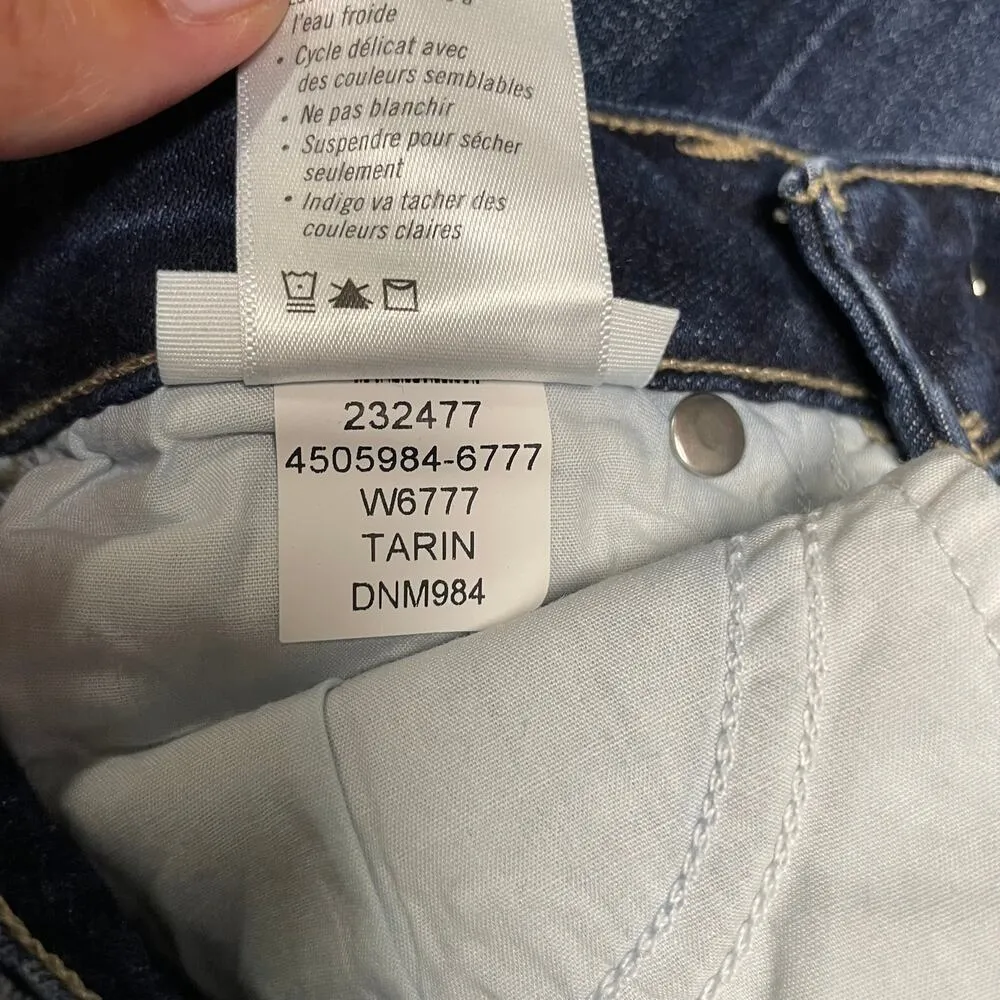 l'eau froide
• Cycle délicat avec
des couleurs semblables
• Ne pas blanchir
• Suspendre pour sécher
seulement
• Indigo va tacher des
couleurs claires
232477
4505984-6777
W6777
TARIN
DNM984